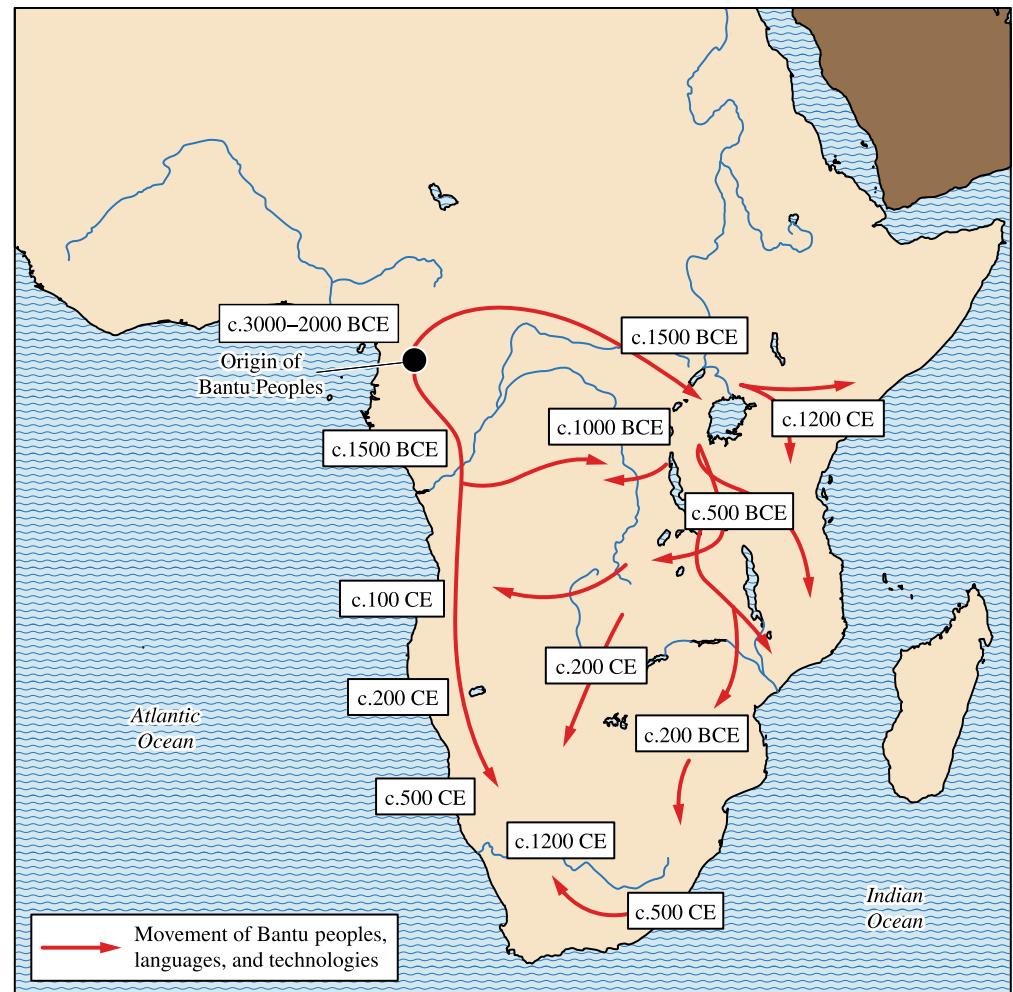 c.3000–2000 BCE
Origin of
Bantu Peoples
c.1500 BCE
c.1200 CE
c.1000 BCE
c.1500 BCE
c.500 BCE
c.100 CE
c.200 CE
c.200 CE
Atlantic
Ocean
c.200 BCE
c.500 CE
c.1200 CE
c.500 CE
Indian
Ocean
Movement of Bantu peoples,
languages, and technologies